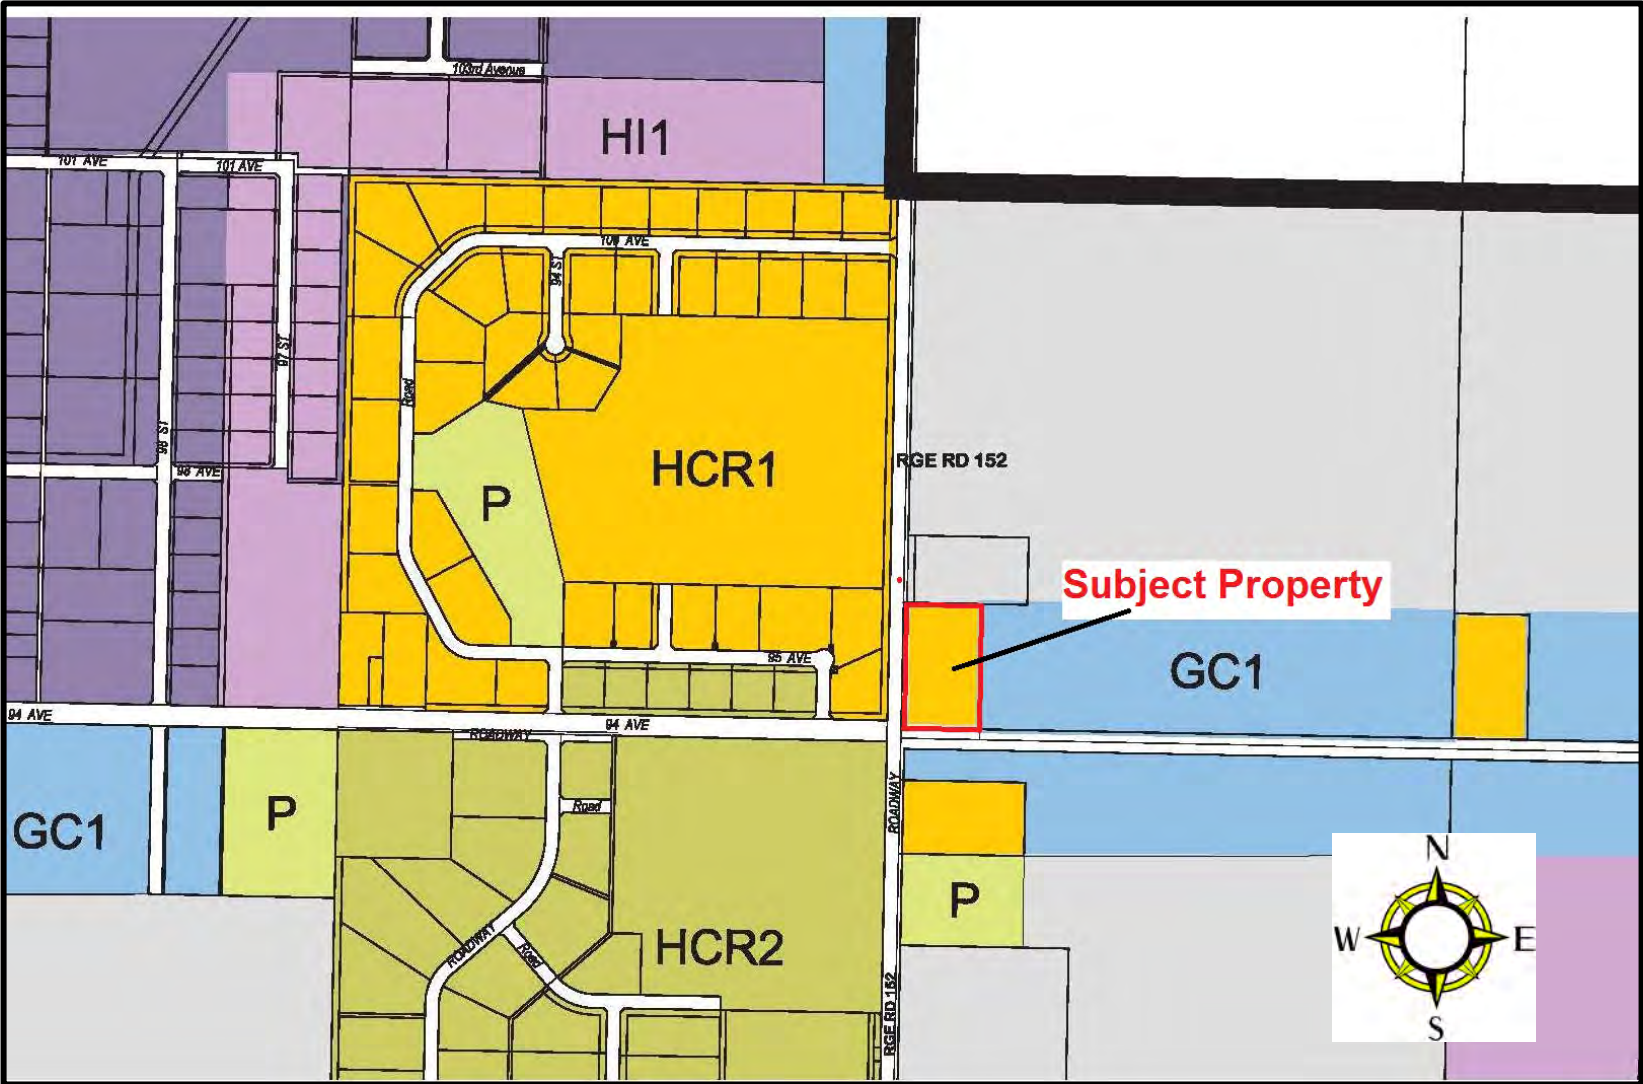 103rd Avenue
HI1
101 AVE
101 AVE
100 AVE
94 ST
97 ST
Road
98 ST
98 AVE
HCR1
P
RGE RD 152
Subject Property
95 AVE
GC1
94 AVE
94 AVE
ROADWAY
ROADWAY
Road
P
GC1
N
P
W
E
HCR2
ROADWAY
Road
RGE RD 152
S